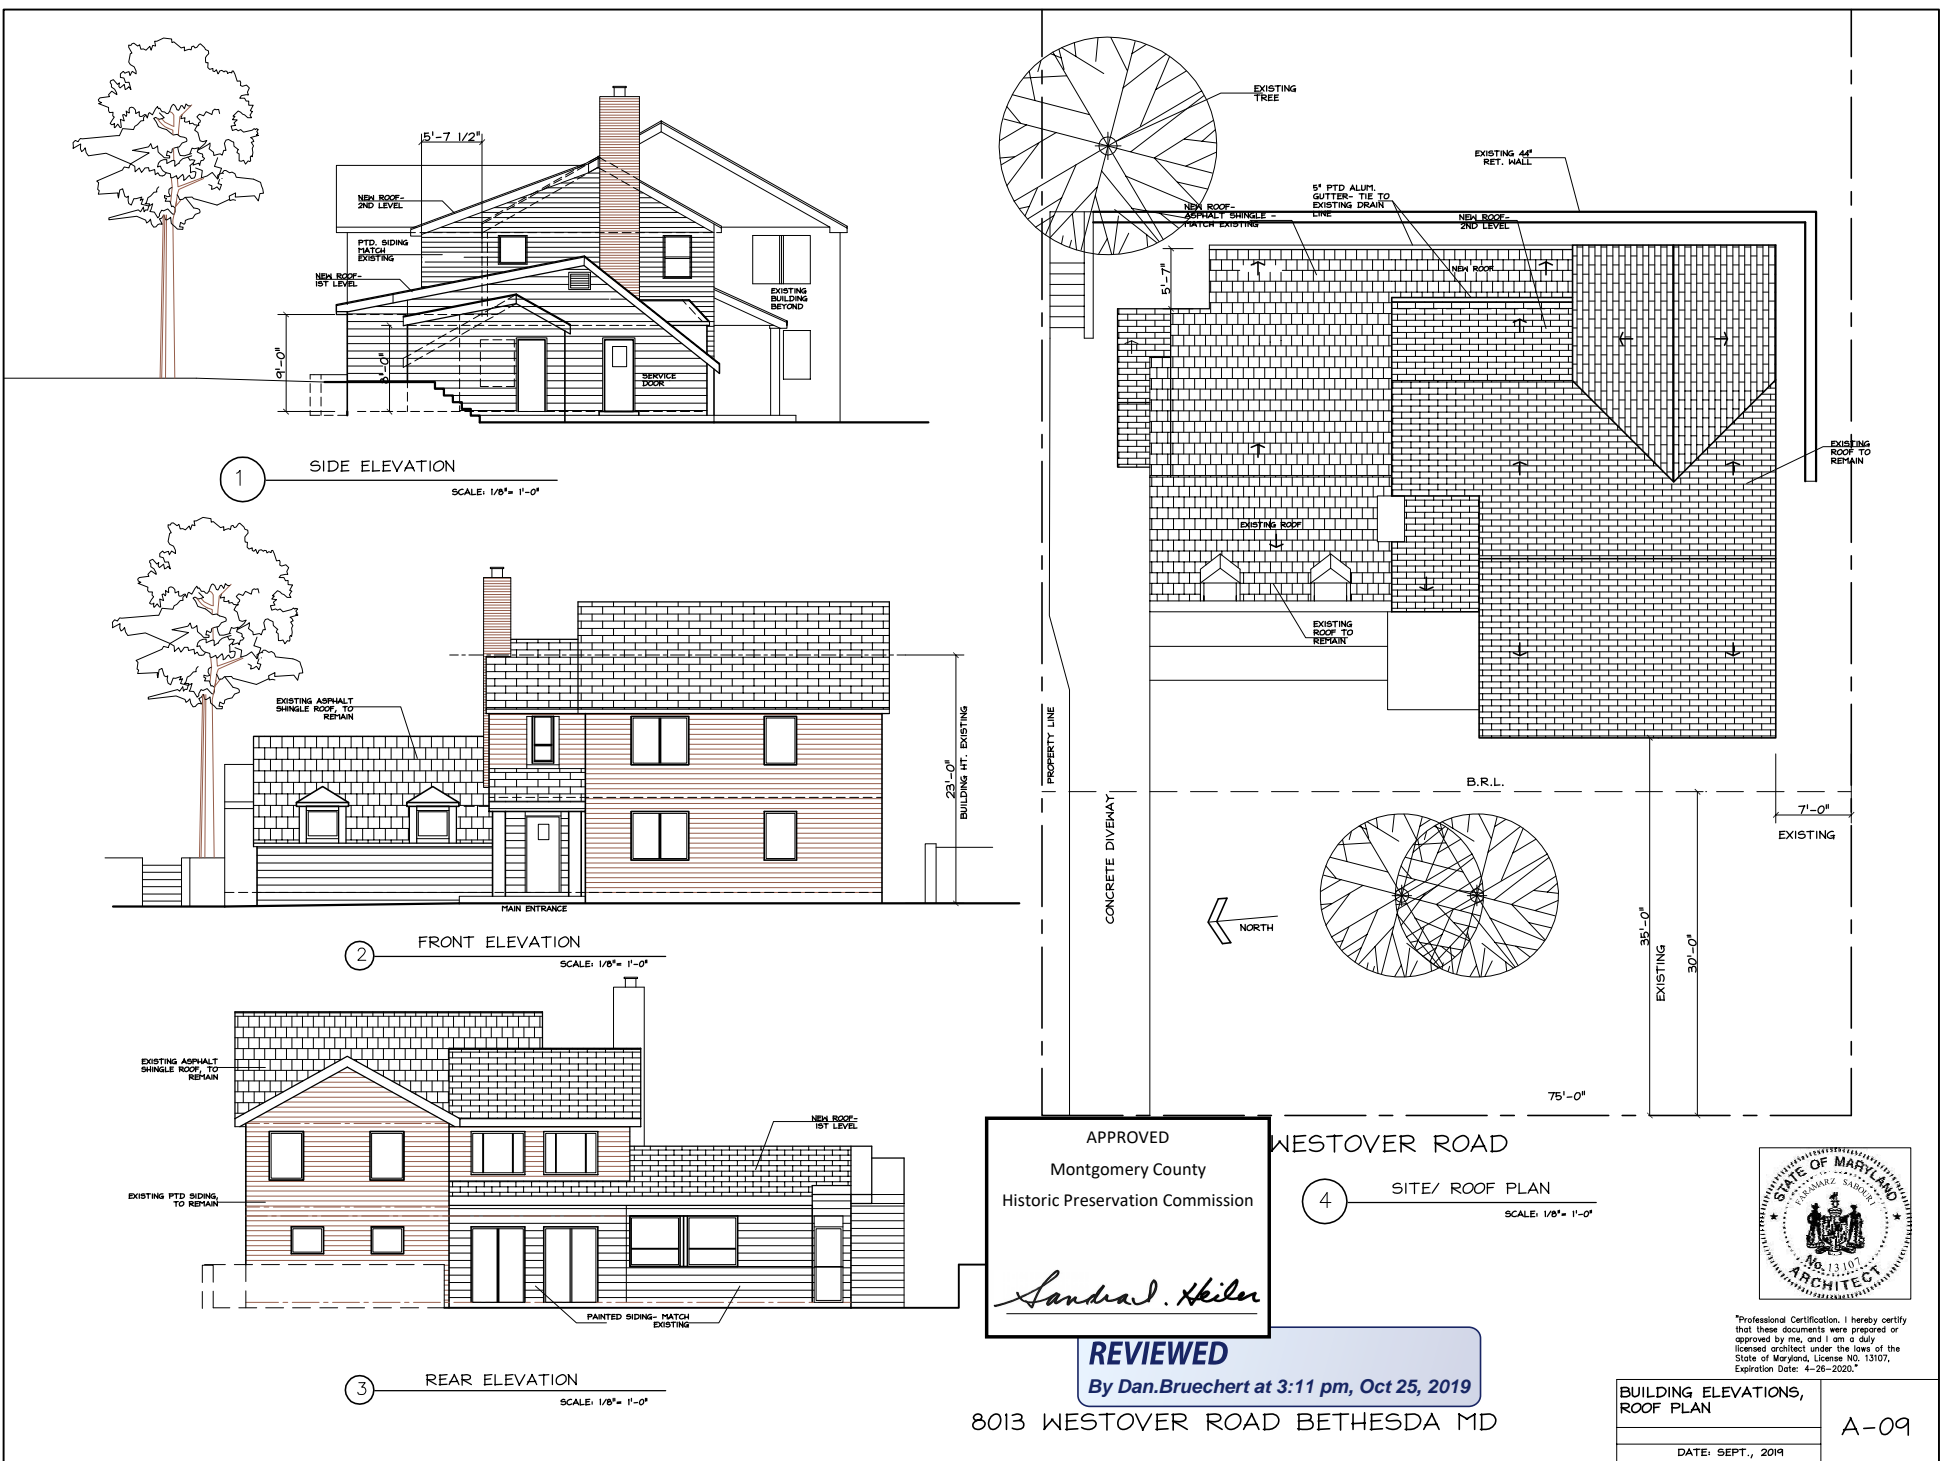 5'-7 1/2"
NEW ROOF-
2ND LEVEL
PTD. SIDING
MATCH
EXISTING
NEW ROOF-
1ST LEVEL
EXISTING
BUILDING
BEYOND
9'-0"
8'-0"
SERVICE
DOOR
1
SIDE ELEVATION
SCALE: 1/8"= 1'-0"
EXISTING ASPHALT
SHINGLE ROOF, TO
REMAIN
23'-0"
BUILDING HT. EXISTING
MAIN ENTRANCE
2
FRONT ELEVATION
SCALE: 1/8"= 1'-0"
EXISTING ASPHALT
SHINGLE ROOF, TO
REMAIN
NEW ROOF-
1ST LEVEL
EXISTING PTD SIDING,
TO REMAIN
PAINTED SIDING- MATCH
EXISTING
3
REAR ELEVATION
SCALE: 1/8"= 1'-0"
EXISTING
TREE
EXISTING 44"
RET. WALL
5" PTD ALUM.
GUTTER- TIE TO
EXISTING DRAIN
LINE
NEW ROOF-
ASPHALT SHINGLE -
MATCH EXISTING
NEW ROOF-
2ND LEVEL
5'-7"
NEW ROOF
EXISTING
ROOF TO
REMAIN
EXISTING ROOF
EXISTING
ROOF TO
REMAIN
PROPERTY LINE
B.R.L.
7'-0"
EXISTING
CONCRETE DIVEWAY
NORTH
35'-0"
EXISTING
30'-0"
75'-0"
WESTOVER ROAD
4
SITE/ ROOF PLAN
SCALE: 1/8"= 1'-0"
APPROVED
Montgomery County
Historic Preservation Commission
Sandra I. Heiler
REVIEWED
By Dan.Bruechert at 3:11 pm, Oct 25, 2019
8013 WESTOVER ROAD BETHESDA MD
STATE OF MARYLAND
FARAMARZ SABOURI
No. 13107
ARCHITECT
"Professional Certification. I hereby certify
that these documents were prepared or
approved by me, and I am a duly
licensed architect under the laws of the
State of Maryland, License NO. 13107,
Expiration Date: 4-26-2020."
BUILDING ELEVATIONS,
ROOF PLAN
A-09
DATE: SEPT., 2019